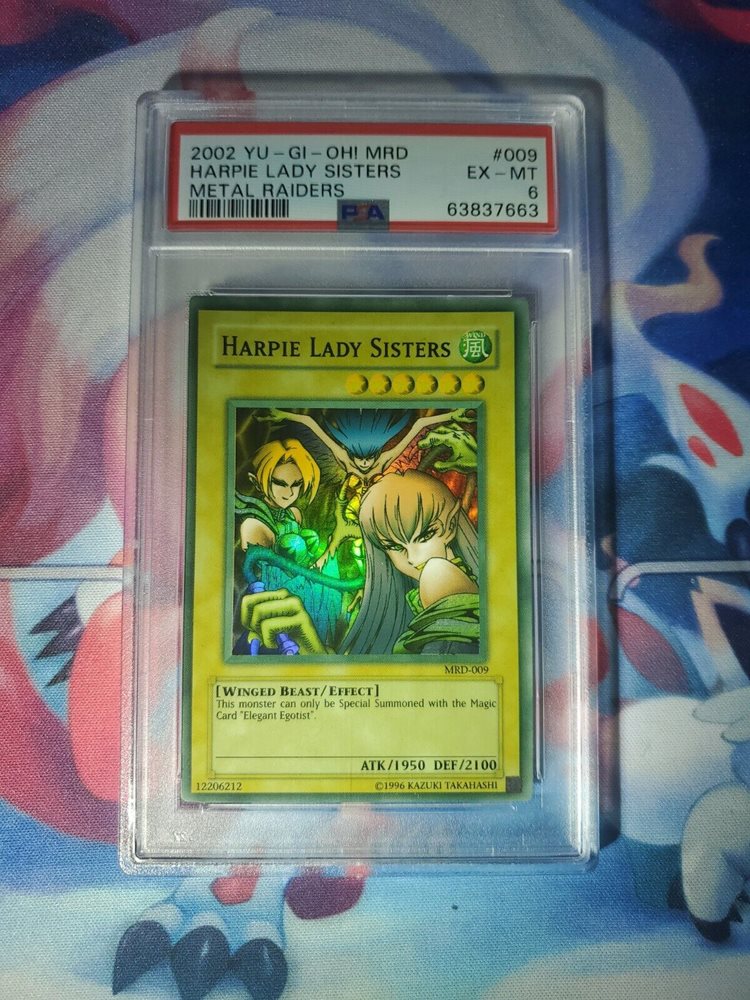 2002 YU-GI-OH! MRD #009
HARPIE LADY SISTERS EX-MT
METAL RAIDERS 6
PSA 63837663
HARPIE LADY SISTERS
WIND
風
MRD-009
[WINGED BEAST/EFFECT]
This monster can only be Special Summoned with the Magic
Card "Elegant Egotist".
ATK/1950 DEF/2100
12206212 ©1996 KAZUKI TAKAHASHI